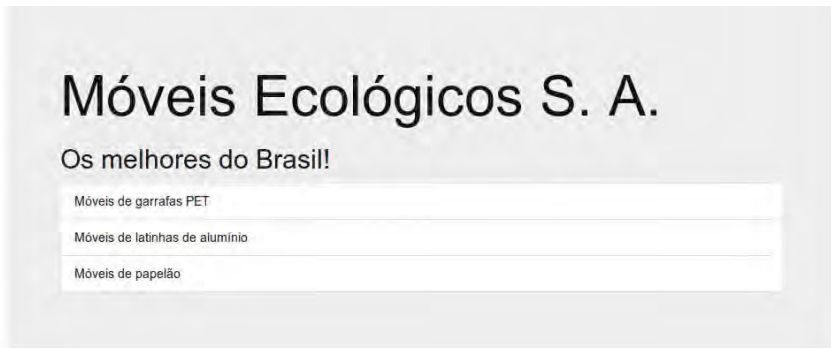 Móveis Ecológicos S. A.
Os melhores do Brasil!
Móveis de garrafas PET
Móveis de latinhas de alumínio
Móveis de papelão